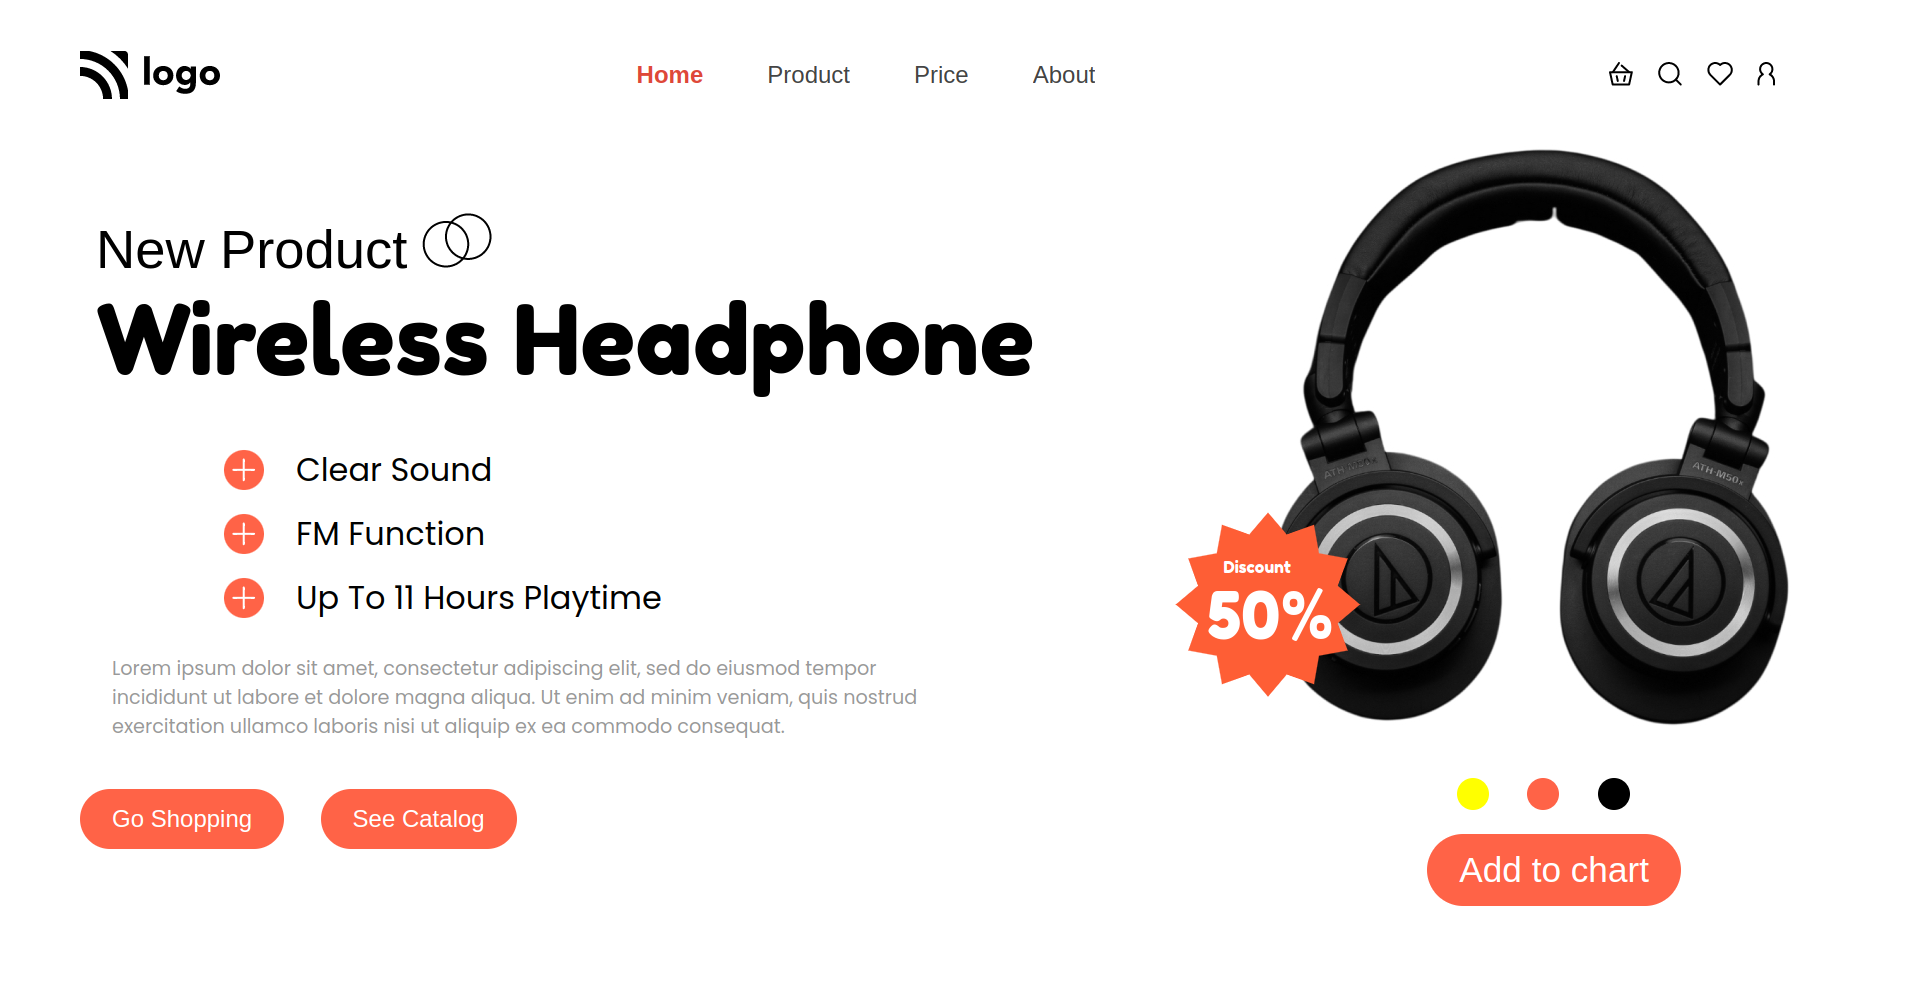 logo
Home Product Price About
New Product
Wireless Headphone
Clear Sound
FM Function
Up To 11 Hours Playtime
Lorem ipsum dolor sit amet, consectetur adipiscing elit, sed do eiusmod tempor
incididunt ut labore et dolore magna aliqua. Ut enim ad minim veniam, quis nostrud
exercitation ullamco laboris nisi ut aliquip ex ea commodo consequat.
Go Shopping
See Catalog
ATH-M50x
ATH-M50x
Discount
50%
Add to chart